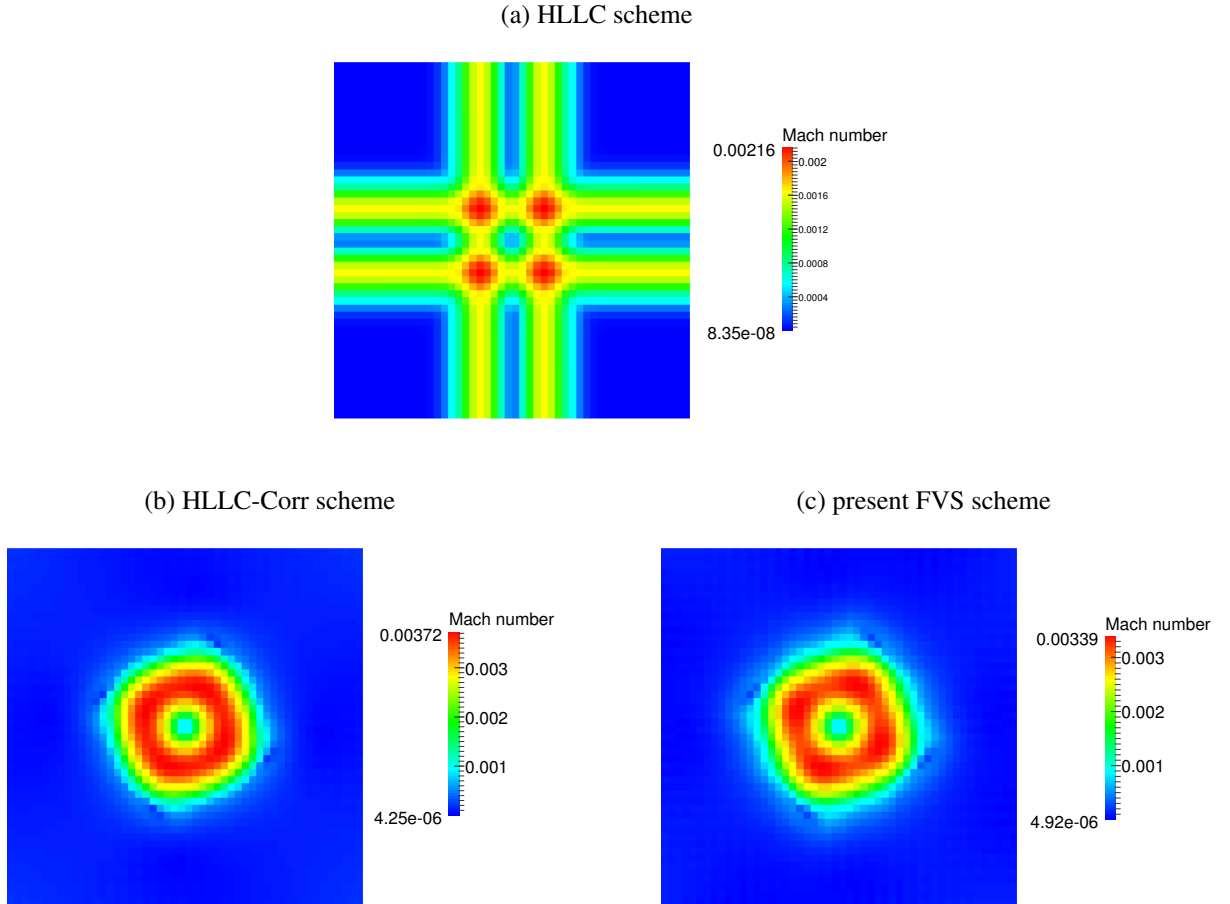 (a) HLLC scheme
Mach number
0.00216
0.002
0.0016
0.0012
0.0008
0.0004
8.35e-08
(b) HLLC-Corr scheme
(c) present FVS scheme
Mach number
0.00372
0.003
0.002
0.001
4.25e-06
Mach number
0.00339
0.003
0.002
0.001
4.92e-06